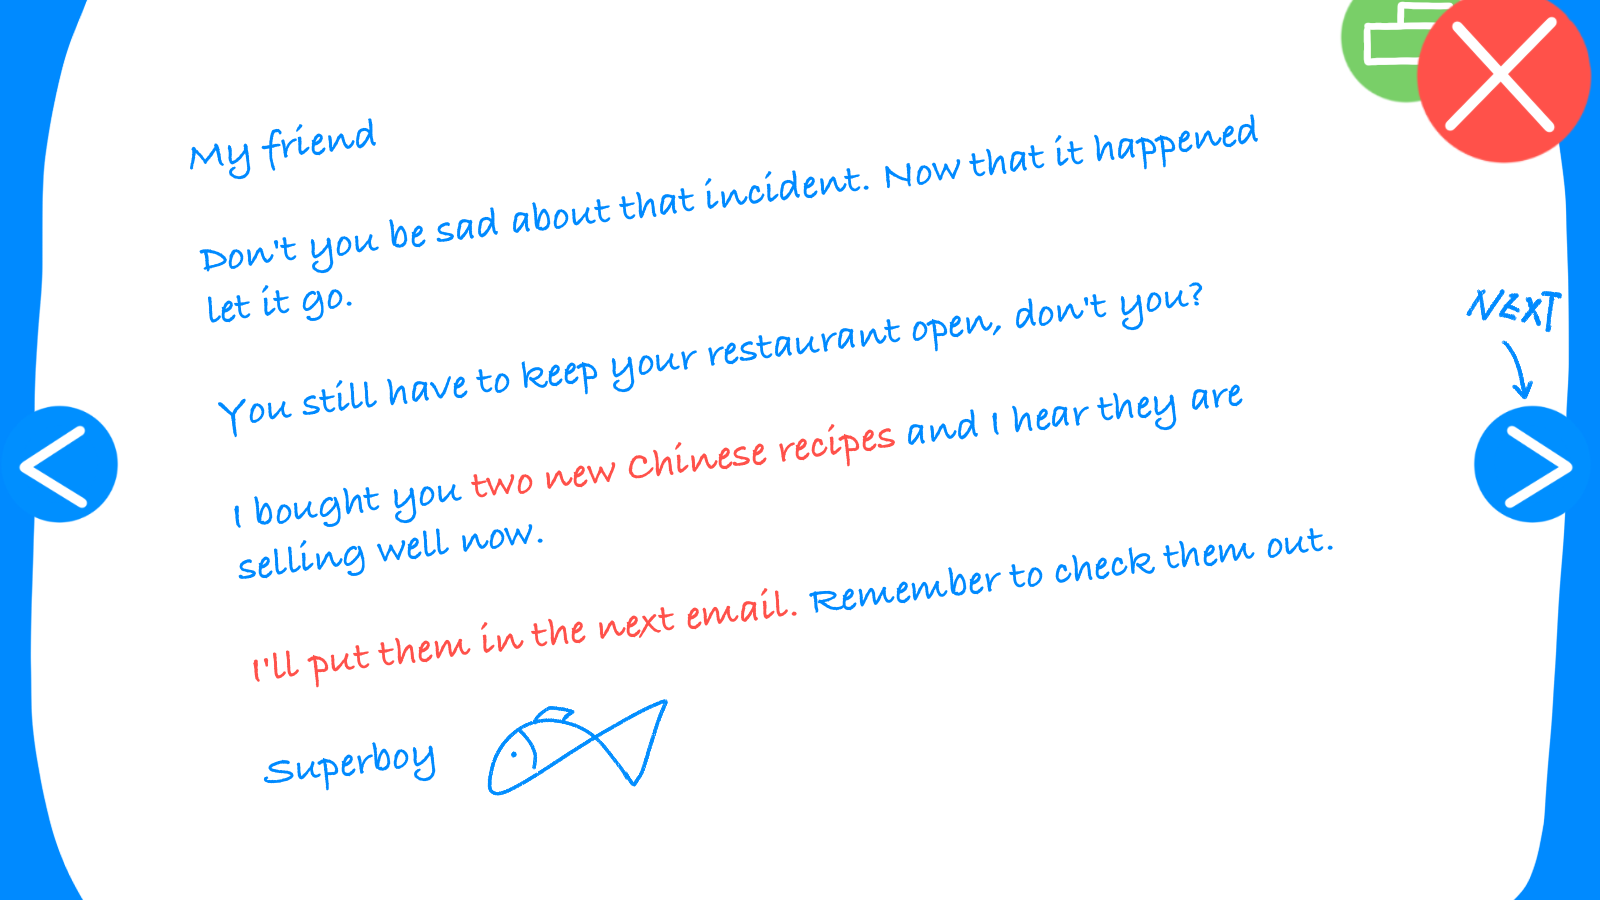 My friend
Don't you be sad about that incident. Now that it happened
let it go.
You still have to keep your restaurant open, don't you?
I bought you two new Chinese recipes and I hear they are
selling well now.
I'll put them in the next email. Remember to check them out.
Superboy
NEXT